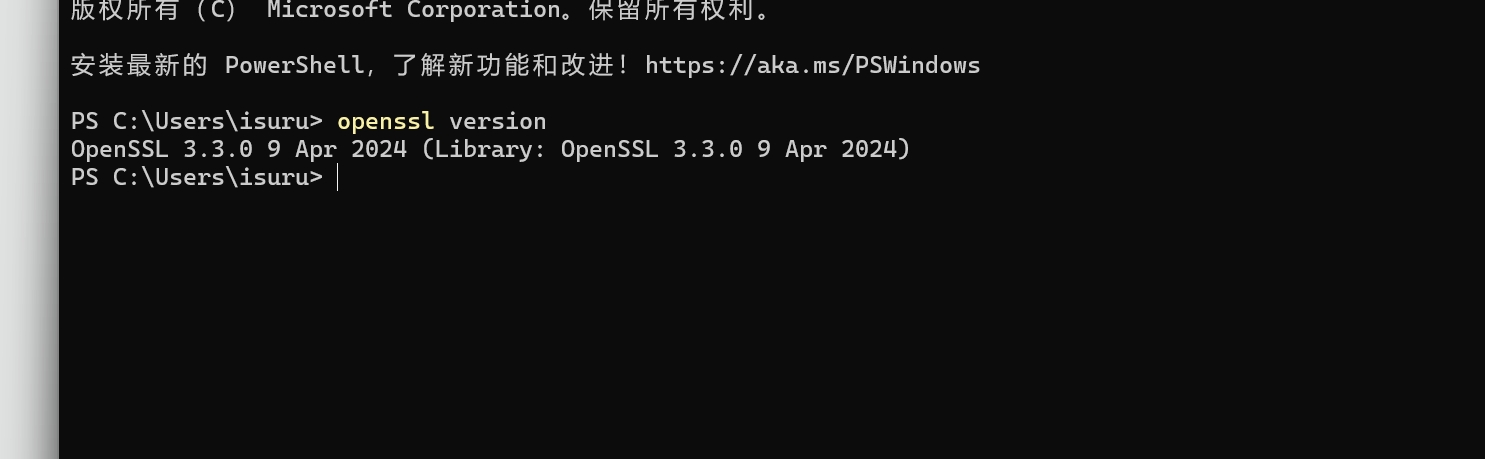 版权所有（C） Microsoft Corporation。保留所有权利。
安装最新的 PowerShell，了解新功能和改进！https://aka.ms/PSWindows
PS C:\Users\isuru> openssl version
OpenSSL 3.3.0 9 Apr 2024 (Library: OpenSSL 3.3.0 9 Apr 2024)
PS C:\Users\isuru>